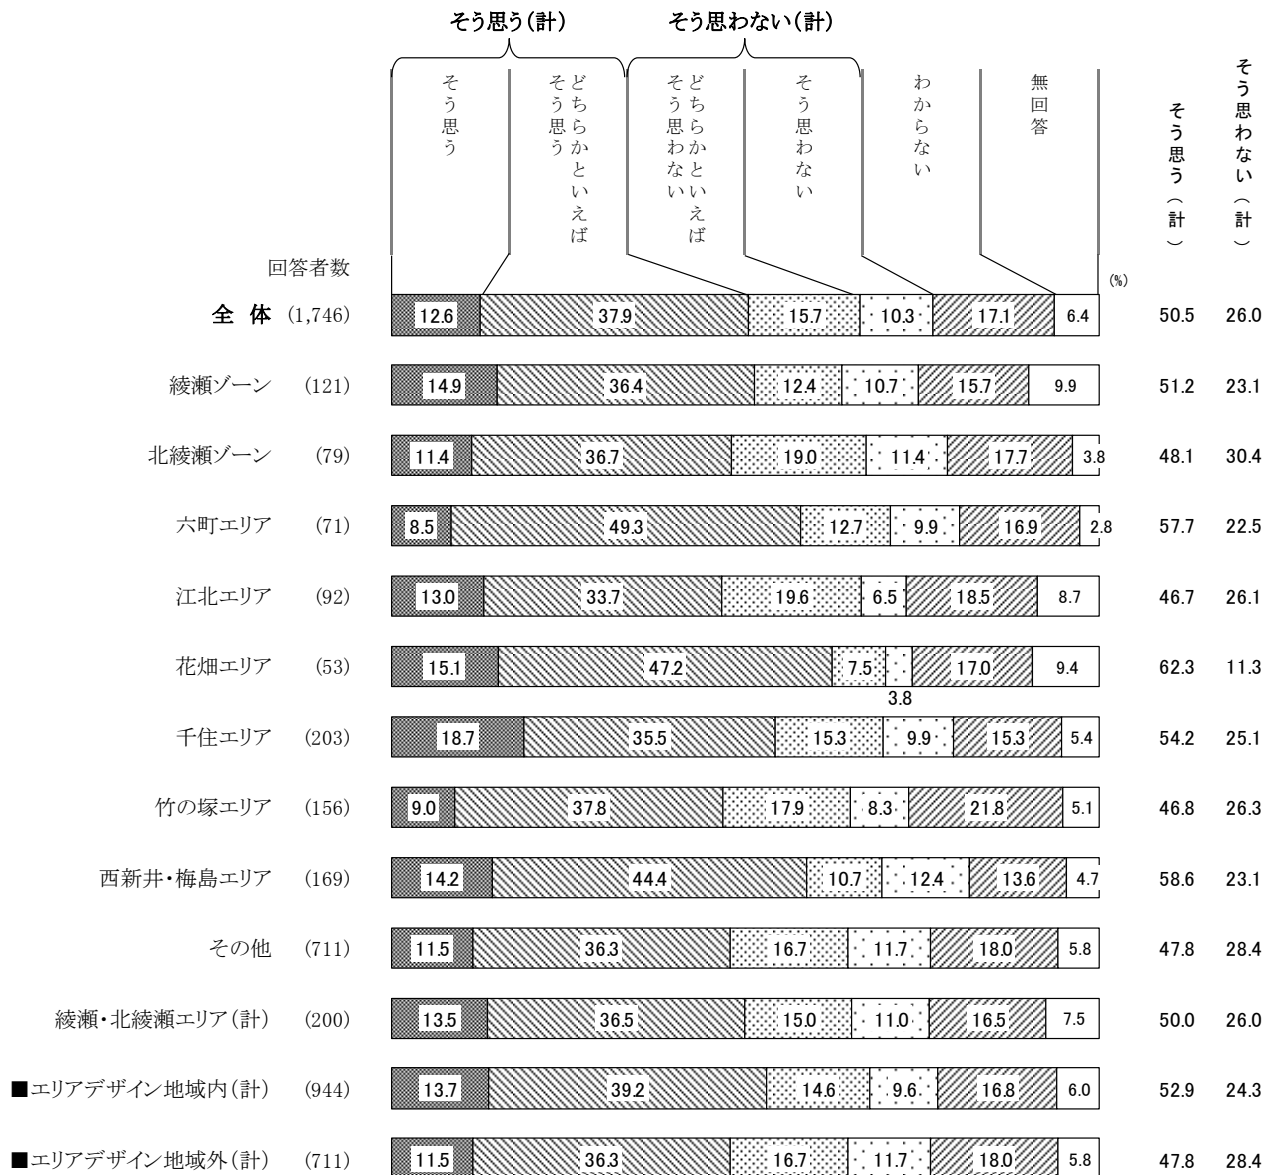 そう思う(計) そう思わない(計)
そう思う
どちらかといえば
そう思う
どちらかといえば
そう思わない
そう思わない
わからない
無回答
そう思う(計)
そう思わない(計)
回答者数
(%)
全 体 (1,746) 12.6 37.9 15.7 10.3 17.1 6.4 50.5 26.0
綾瀬ゾーン (121) 14.9 36.4 12.4 10.7 15.7 9.9 51.2 23.1
北綾瀬ゾーン (79) 11.4 36.7 19.0 11.4 17.7 3.8 48.1 30.4
六町エリア (71) 8.5 49.3 12.7 9.9 16.9 2.8 57.7 22.5
江北エリア (92) 13.0 33.7 19.6 6.5 18.5 8.7 46.7 26.1
花畑エリア (53) 15.1 47.2 7.5 3.8 17.0 9.4 62.3 11.3
千住エリア (203) 18.7 35.5 15.3 9.9 15.3 5.4 54.2 25.1
竹の塚エリア (156) 9.0 37.8 17.9 8.3 21.8 5.1 46.8 26.3
西新井・梅島エリア (169) 14.2 44.4 10.7 12.4 13.6 4.7 58.6 23.1
その他 (711) 11.5 36.3 16.7 11.7 18.0 5.8 47.8 28.4
綾瀬・北綾瀬エリア(計) (200) 13.5 36.5 15.0 11.0 16.5 7.5 50.0 26.0
■エリアデザイン地域内(計) (944) 13.7 39.2 14.6 9.6 16.8 6.0 52.9 24.3
■エリアデザイン地域外(計) (711) 11.5 36.3 16.7 11.7 18.0 5.8 47.8 28.4